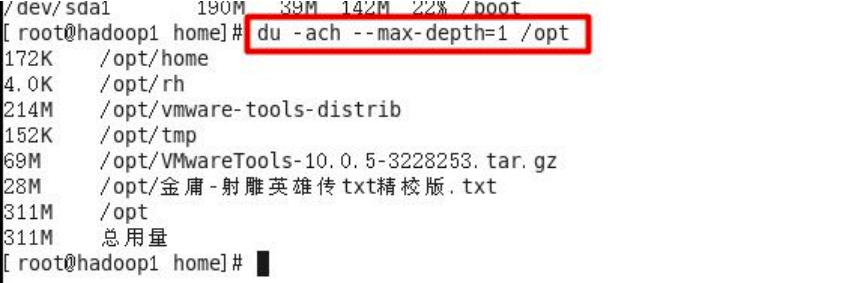 /dev/sda1 190M 39M 142M 22% /boot
[root@hadoop1 home]# du -ach --max-depth=1 /opt
172K /opt/home
4.0K /opt/rh
214M /opt/vmware-tools-distrib
152K /opt/tmp
69M /opt/VMwareTools-10.0.5-3228253.tar.gz
28M /opt/金庸-射雕英雄传txt精校版.txt
311M /opt
311M 总用量
[root@hadoop1 home]#